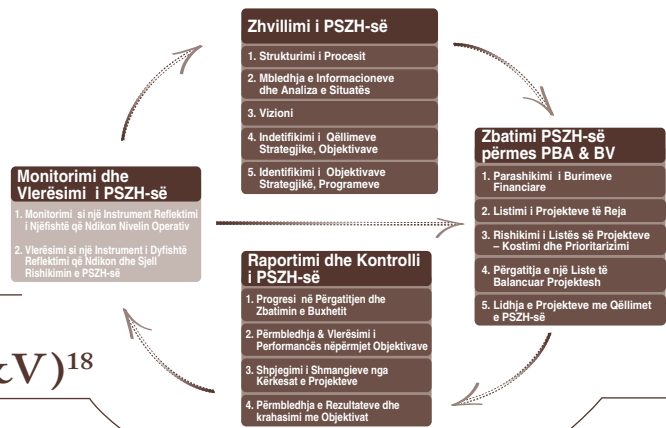 Zhvillimi i PSZH-së
1. Strukturimi i Procesit
2. Mbledhja e Informacioneve
dhe Analiza e Situatës
3. Vizioni
4. Indetifikimi i Qëllimeve
Strategjike, Objektivave
5. Identifikimi i Objektivave
Strategjikë, Programeve
Zbatimi PSZH-së
përmes PBA & BV
1. Parashikimi i Burimeve
Financiare
2. Listimi i Projekteve të Reja
3. Rishikimi i Listës së Projekteve
– Kostimi dhe Prioritarizimi
4. Përgatitja e një Liste të
Balancuar Projektesh
5. Lidhja e Projekteve me Qëllimet
e PSZH-së
Monitorimi dhe
Vlerësimi i PSZH-së
1. Monitorimi si një Instrument Reflektimi
i Njëfishtë që Ndikon Nivelin Operativ
2. Vlerësimi si një Instrument i Dyfishtë
Reflektimi që Ndikon dhe Sjell
Rishikimin e PSZH-së
Raportimi dhe Kontrolli
i PSZH-së
1. Progresi në Përgatitjen dhe
Zbatimin e Buxhetit
2. Përmbledhja & Vlerësimi i
Performancës nëpërmjet Objektivave
3. Shpjegimi i Shmangieve nga
Kërkesat e Projekteve
4. Përmbledhja e Rezultateve dhe
krahasimi me Objektivat
&V)18